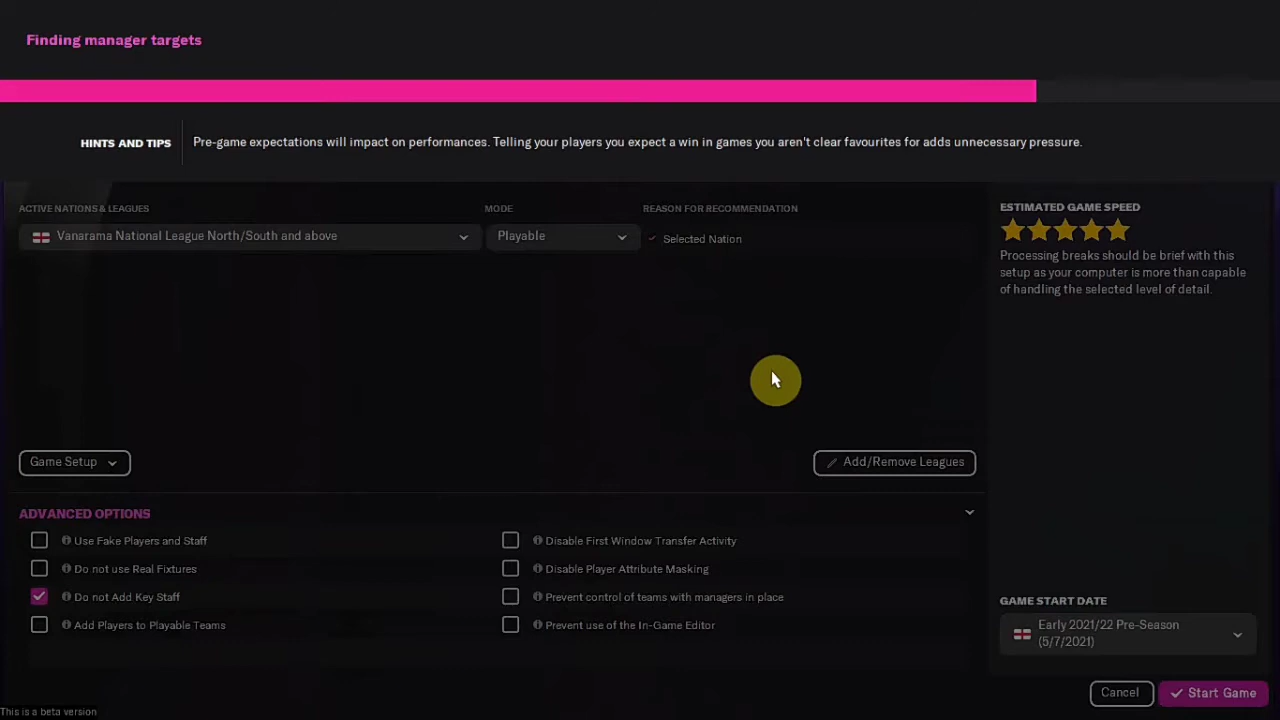 Finding manager targets
HINTS AND TIPS Pre-game expectations will impact on performances. Telling your players you expect a win in games you aren't clear favourites for adds unnecessary pressure.
ACTIVE NATIONS & LEAGUES MODE REASON FOR RECOMMENDATION
Vanarama National League North/South and above Playable Selected Nation
ESTIMATED GAME SPEED
Processing breaks should be brief with this
setup as your computer is more than capable
of handling the selected level of detail.
Game Setup Add/Remove Leagues
ADVANCED OPTIONS
Use Fake Players and Staff Disable First Window Transfer Activity
Do not use Real Fixtures Disable Player Attribute Masking
Do not Add Key Staff Prevent control of teams with managers in place
Add Players to Playable Teams Prevent use of the In-Game Editor
GAME START DATE
Early 2021/22 Pre-Season
(5/7/2021)
Cancel Start Game
This is a beta version